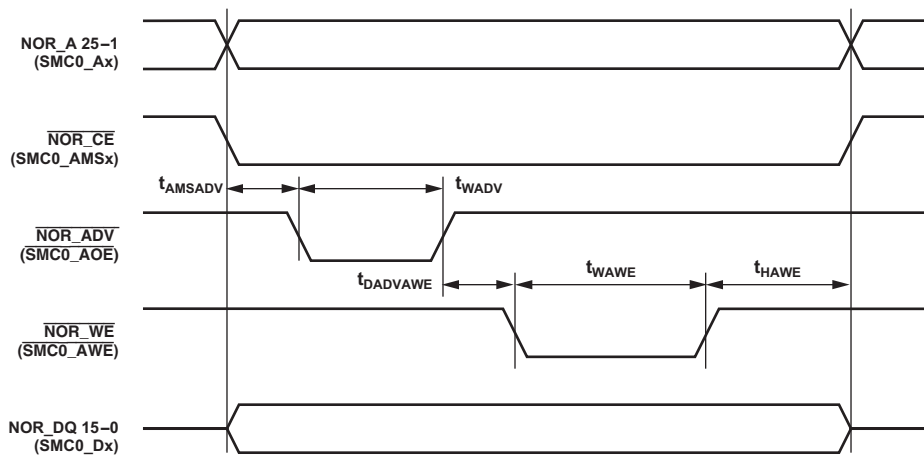 NOR_A 25–1
(SMC0_Ax)
NOR_CE
(SMC0_AMSx)
tAMSADV
tWADV
NOR_ADV
(SMC0_AOE)
tDADVAWE
tWAWE
tHAWE
NOR_WE
(SMC0_AWE)
NOR_DQ 15–0
(SMC0_Dx)